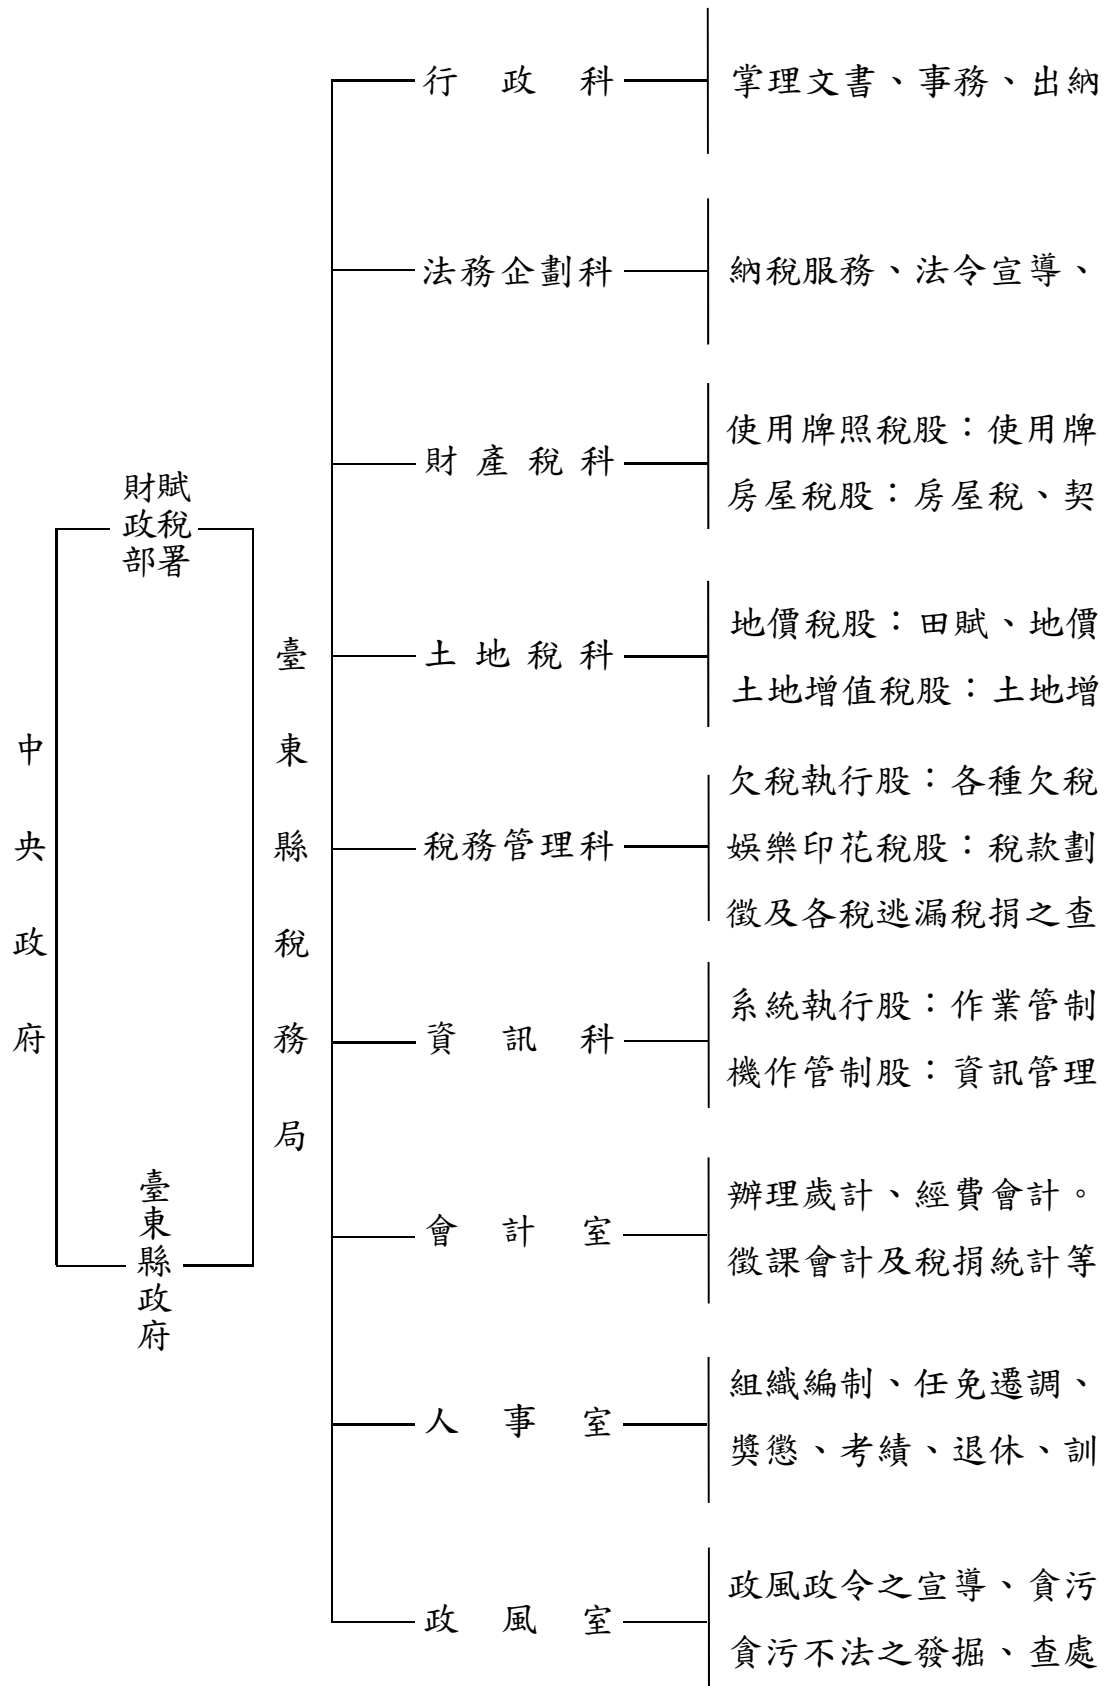 中央政府
財政部
賦稅署
臺東縣政府
臺東縣稅務局
行政科
掌理文書、事務、出納
法務企劃科
納稅服務、法令宣導、
財產稅科
使用牌照稅股：使用牌
房屋稅股：房屋稅、契
土地稅科
地價稅股：田賦、地價
土地增值稅股：土地增
稅務管理科
欠稅執行股：各種欠稅
娛樂印花稅股：稅款劃
徵及各稅逃漏稅捐之查
資訊科
系統執行股：作業管制
機作管制股：資訊管理
會計室
辦理歲計、經費會計。
徵課會計及稅捐統計等
人事室
組織編制、任免遷調、
獎懲、考績、退休、訓
政風室
政風政令之宣導、貪污
貪污不法之發掘、查處